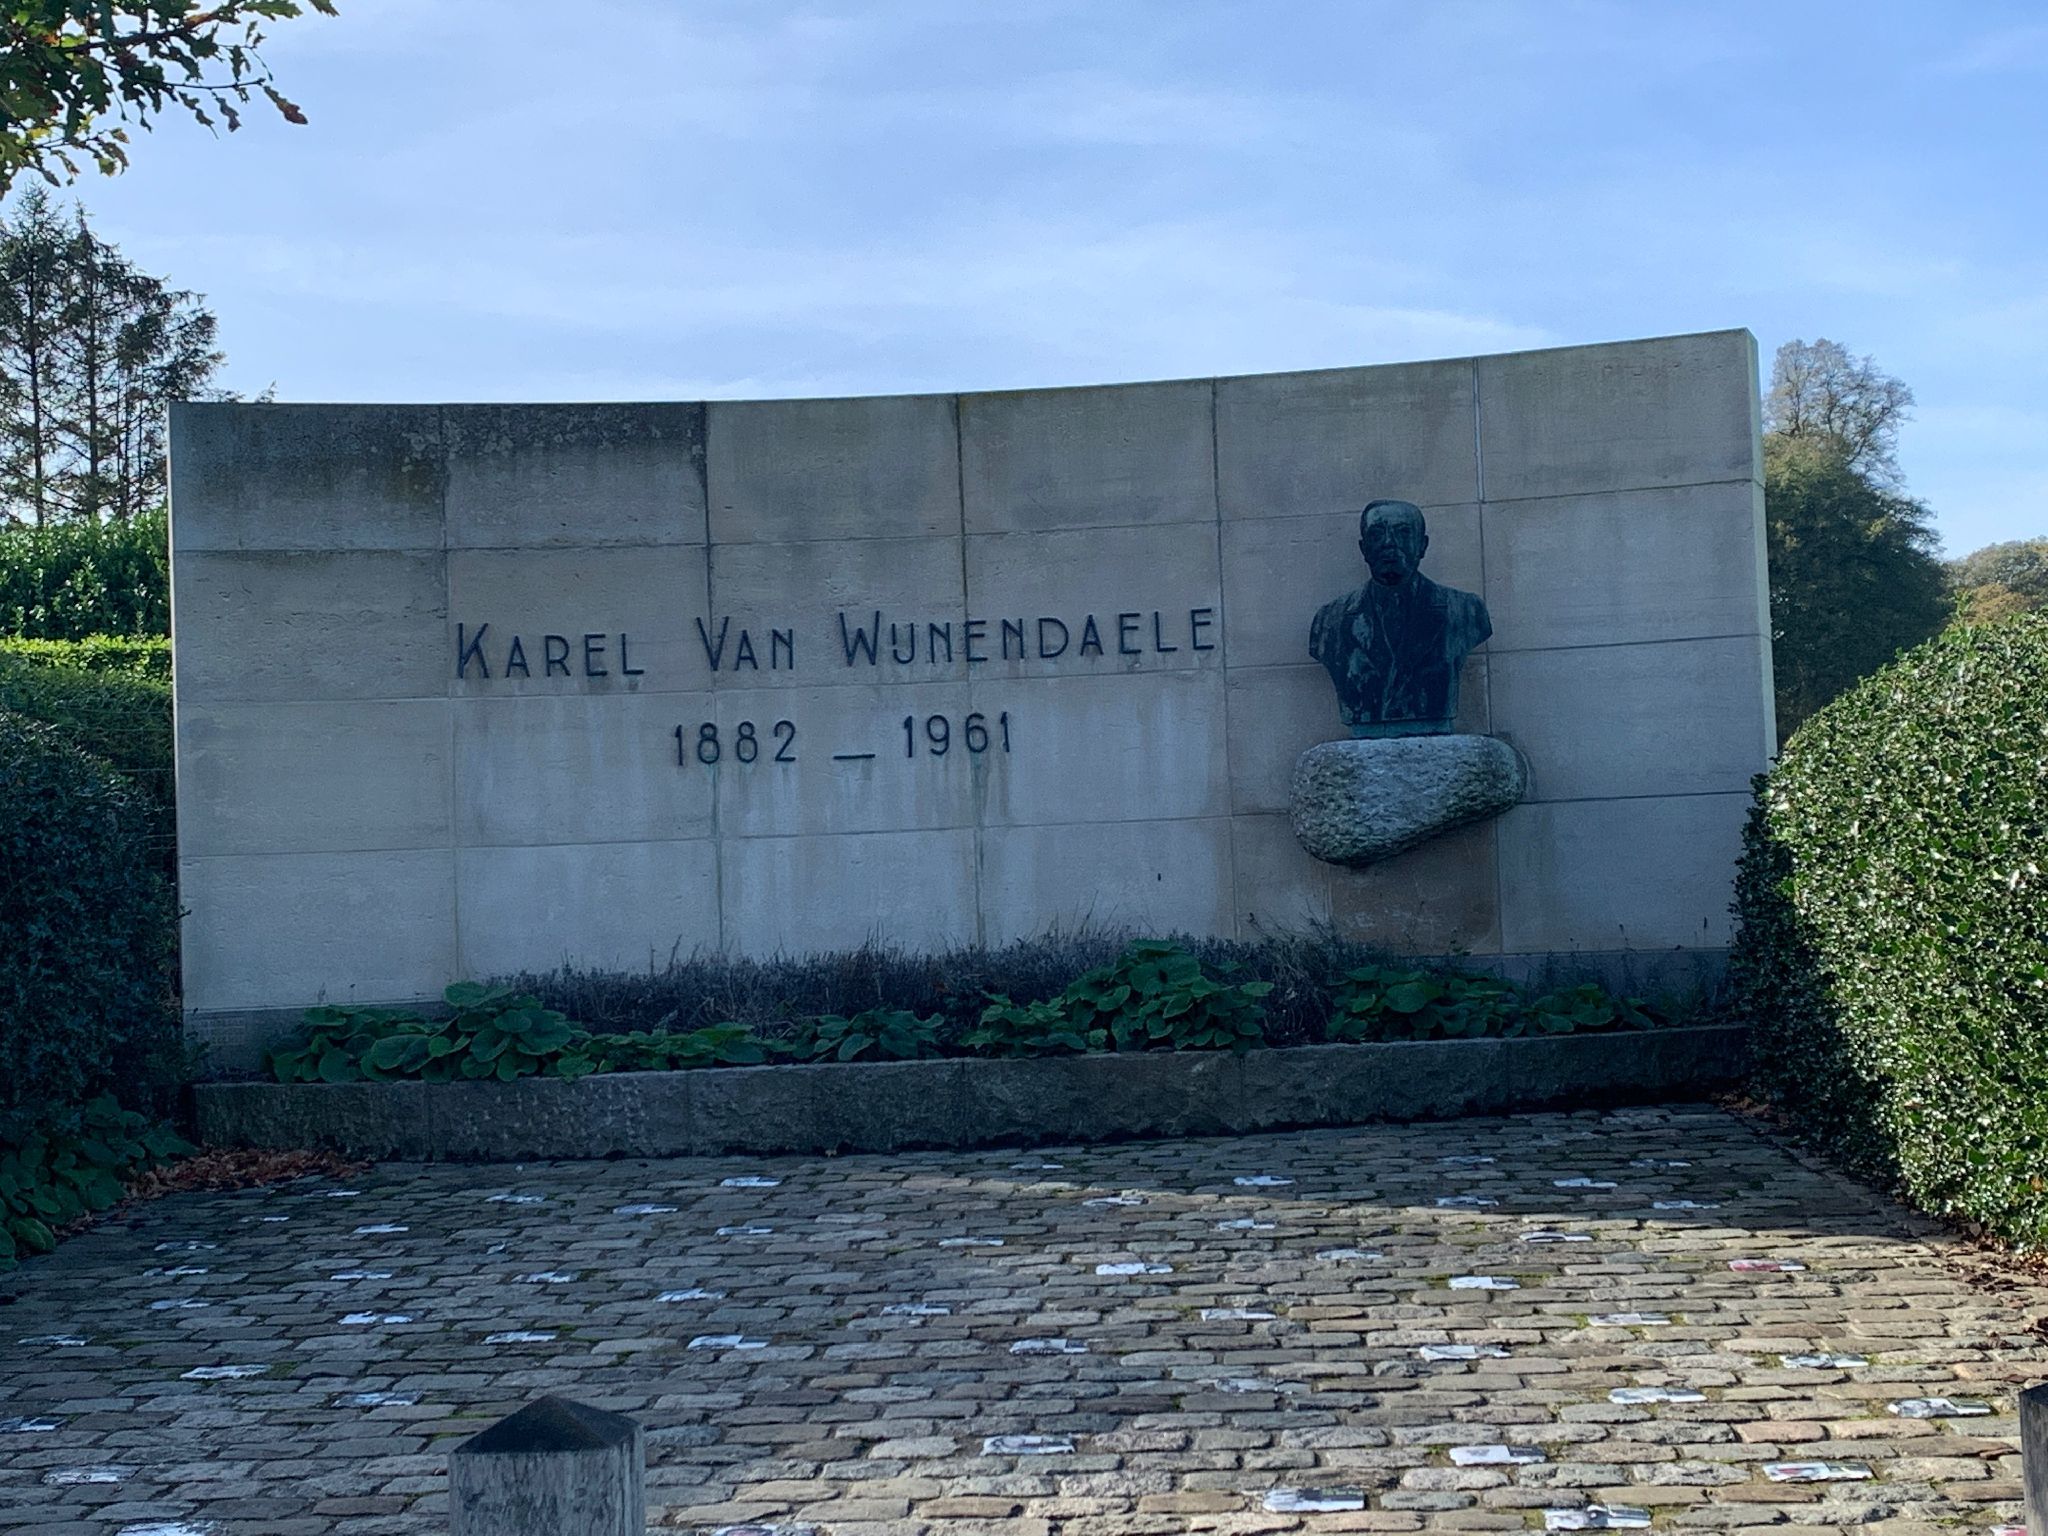 KAREL VAN WIJNENDAELE
1882 – 1961